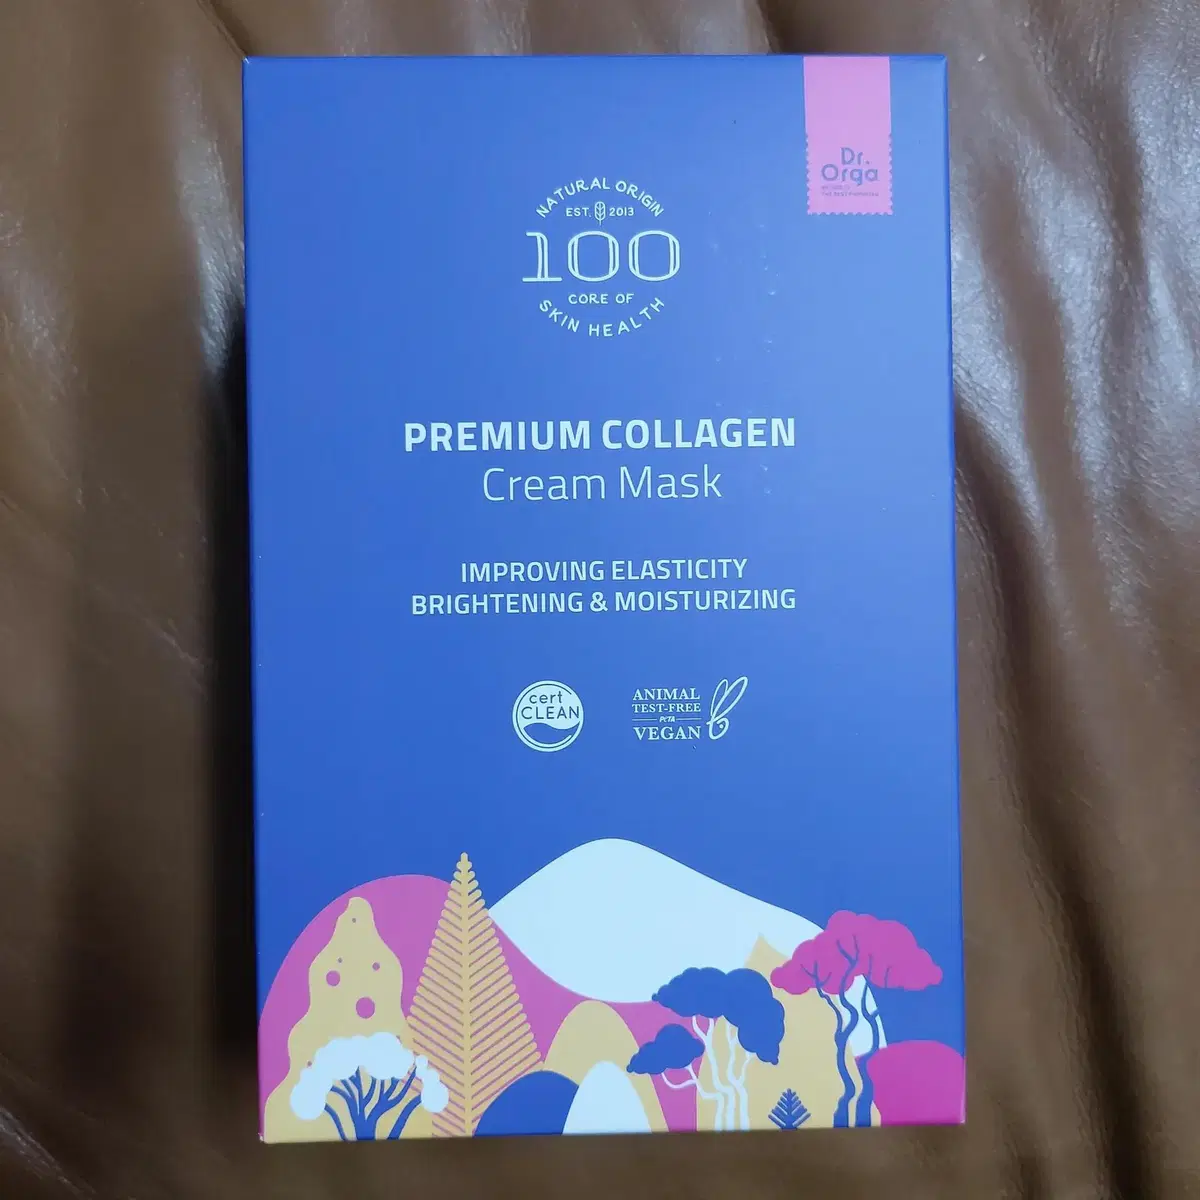 Dr.
Orga
NATURAL ORIGIN
EST. 2013
100
CORE OF
SKIN HEALTH
PREMIUM COLLAGEN
Cream Mask
IMPROVING ELASTICITY
BRIGHTENING & MOISTURIZING
cert
CLEAN
ANIMAL
TEST-FREE
PETA
VEGAN